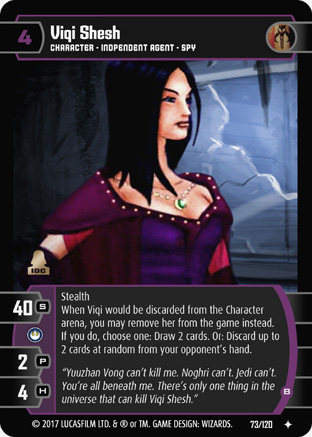 4 Viqi Shesh
CHARACTER • INDPENDENT AGENT • SPY
IDC
40 S
2 P
4 H
Stealth
When Viqi would be discarded from the Character
arena, you may remove her from the game instead.
If you do, choose one: Draw 2 cards. Or: Discard up to
2 cards at random from your opponent's hand.
"Yuuzhan Vong can't kill me. Noghri can't. Jedi can't.
You're all beneath me. There's only one thing in the
universe that can kill Viqi Shesh."
B
© 2017 LUCASFILM LTD. & ® or TM. GAME DESIGN: WIZARDS. 73/120